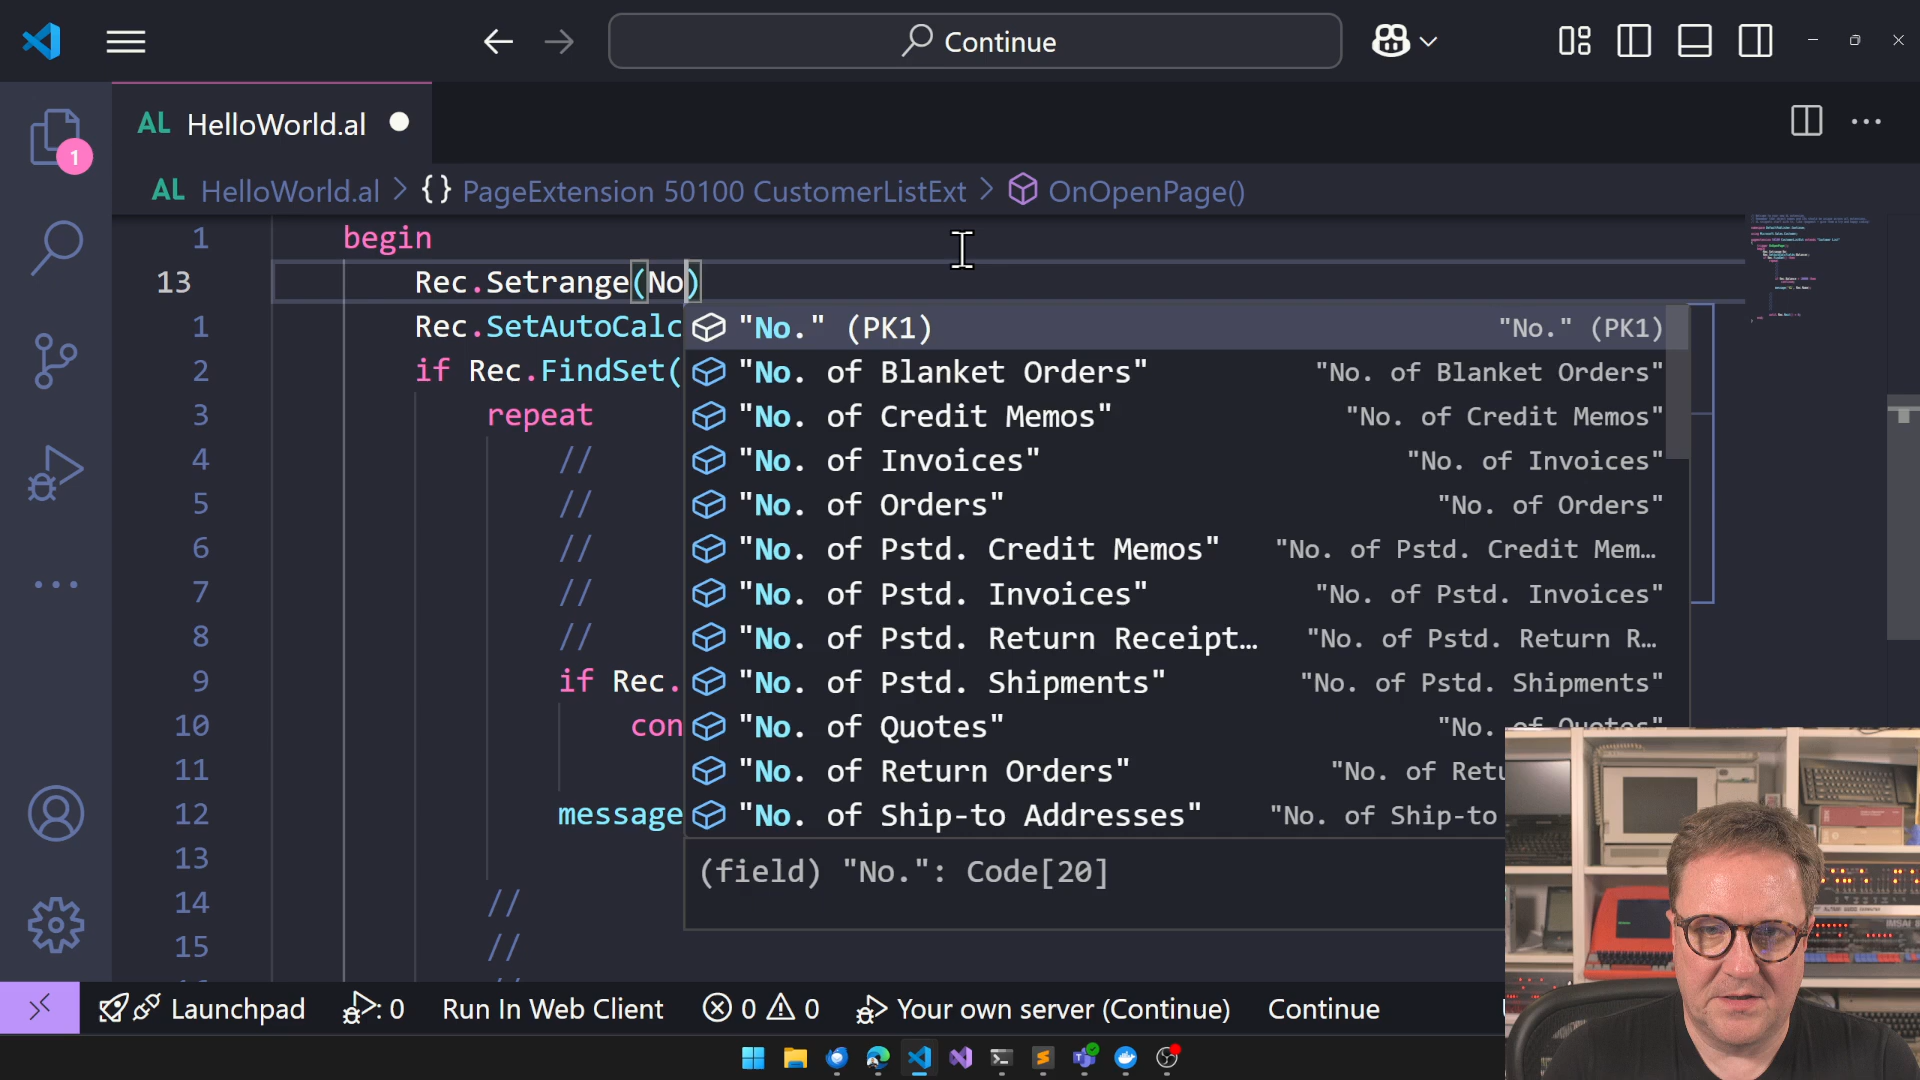 Continue
AL HelloWorld.al
AL HelloWorld.al > {} PageExtension 50100 CustomerListExt > OnOpenPage()
1 begin
13 Rec.Setrange(No)
1 Rec.SetAutoCalc
2 if Rec.FindSet(
3 repeat
4 //
5 //
6 //
7 //
8 //
9 if Rec.
10 con
11
12 message
13
14 //
15 //
"No." (PK1) "No." (PK1)
"No. of Blanket Orders" "No. of Blanket Orders"
"No. of Credit Memos" "No. of Credit Memos"
"No. of Invoices" "No. of Invoices"
"No. of Orders" "No. of Orders"
"No. of Pstd. Credit Memos" "No. of Pstd. Credit Mem…
"No. of Pstd. Invoices" "No. of Pstd. Invoices"
"No. of Pstd. Return Receipt… "No. of Pstd. Return R…
"No. of Pstd. Shipments" "No. of Pstd. Shipments"
"No. of Quotes" "No. of Quotes"
"No. of Return Orders" "No. of Retu
"No. of Ship-to Addresses" "No. of Ship-to
(field) "No.": Code[20]
1
Launchpad : 0 Run In Web Client 0 0 Your own server (Continue) Continue